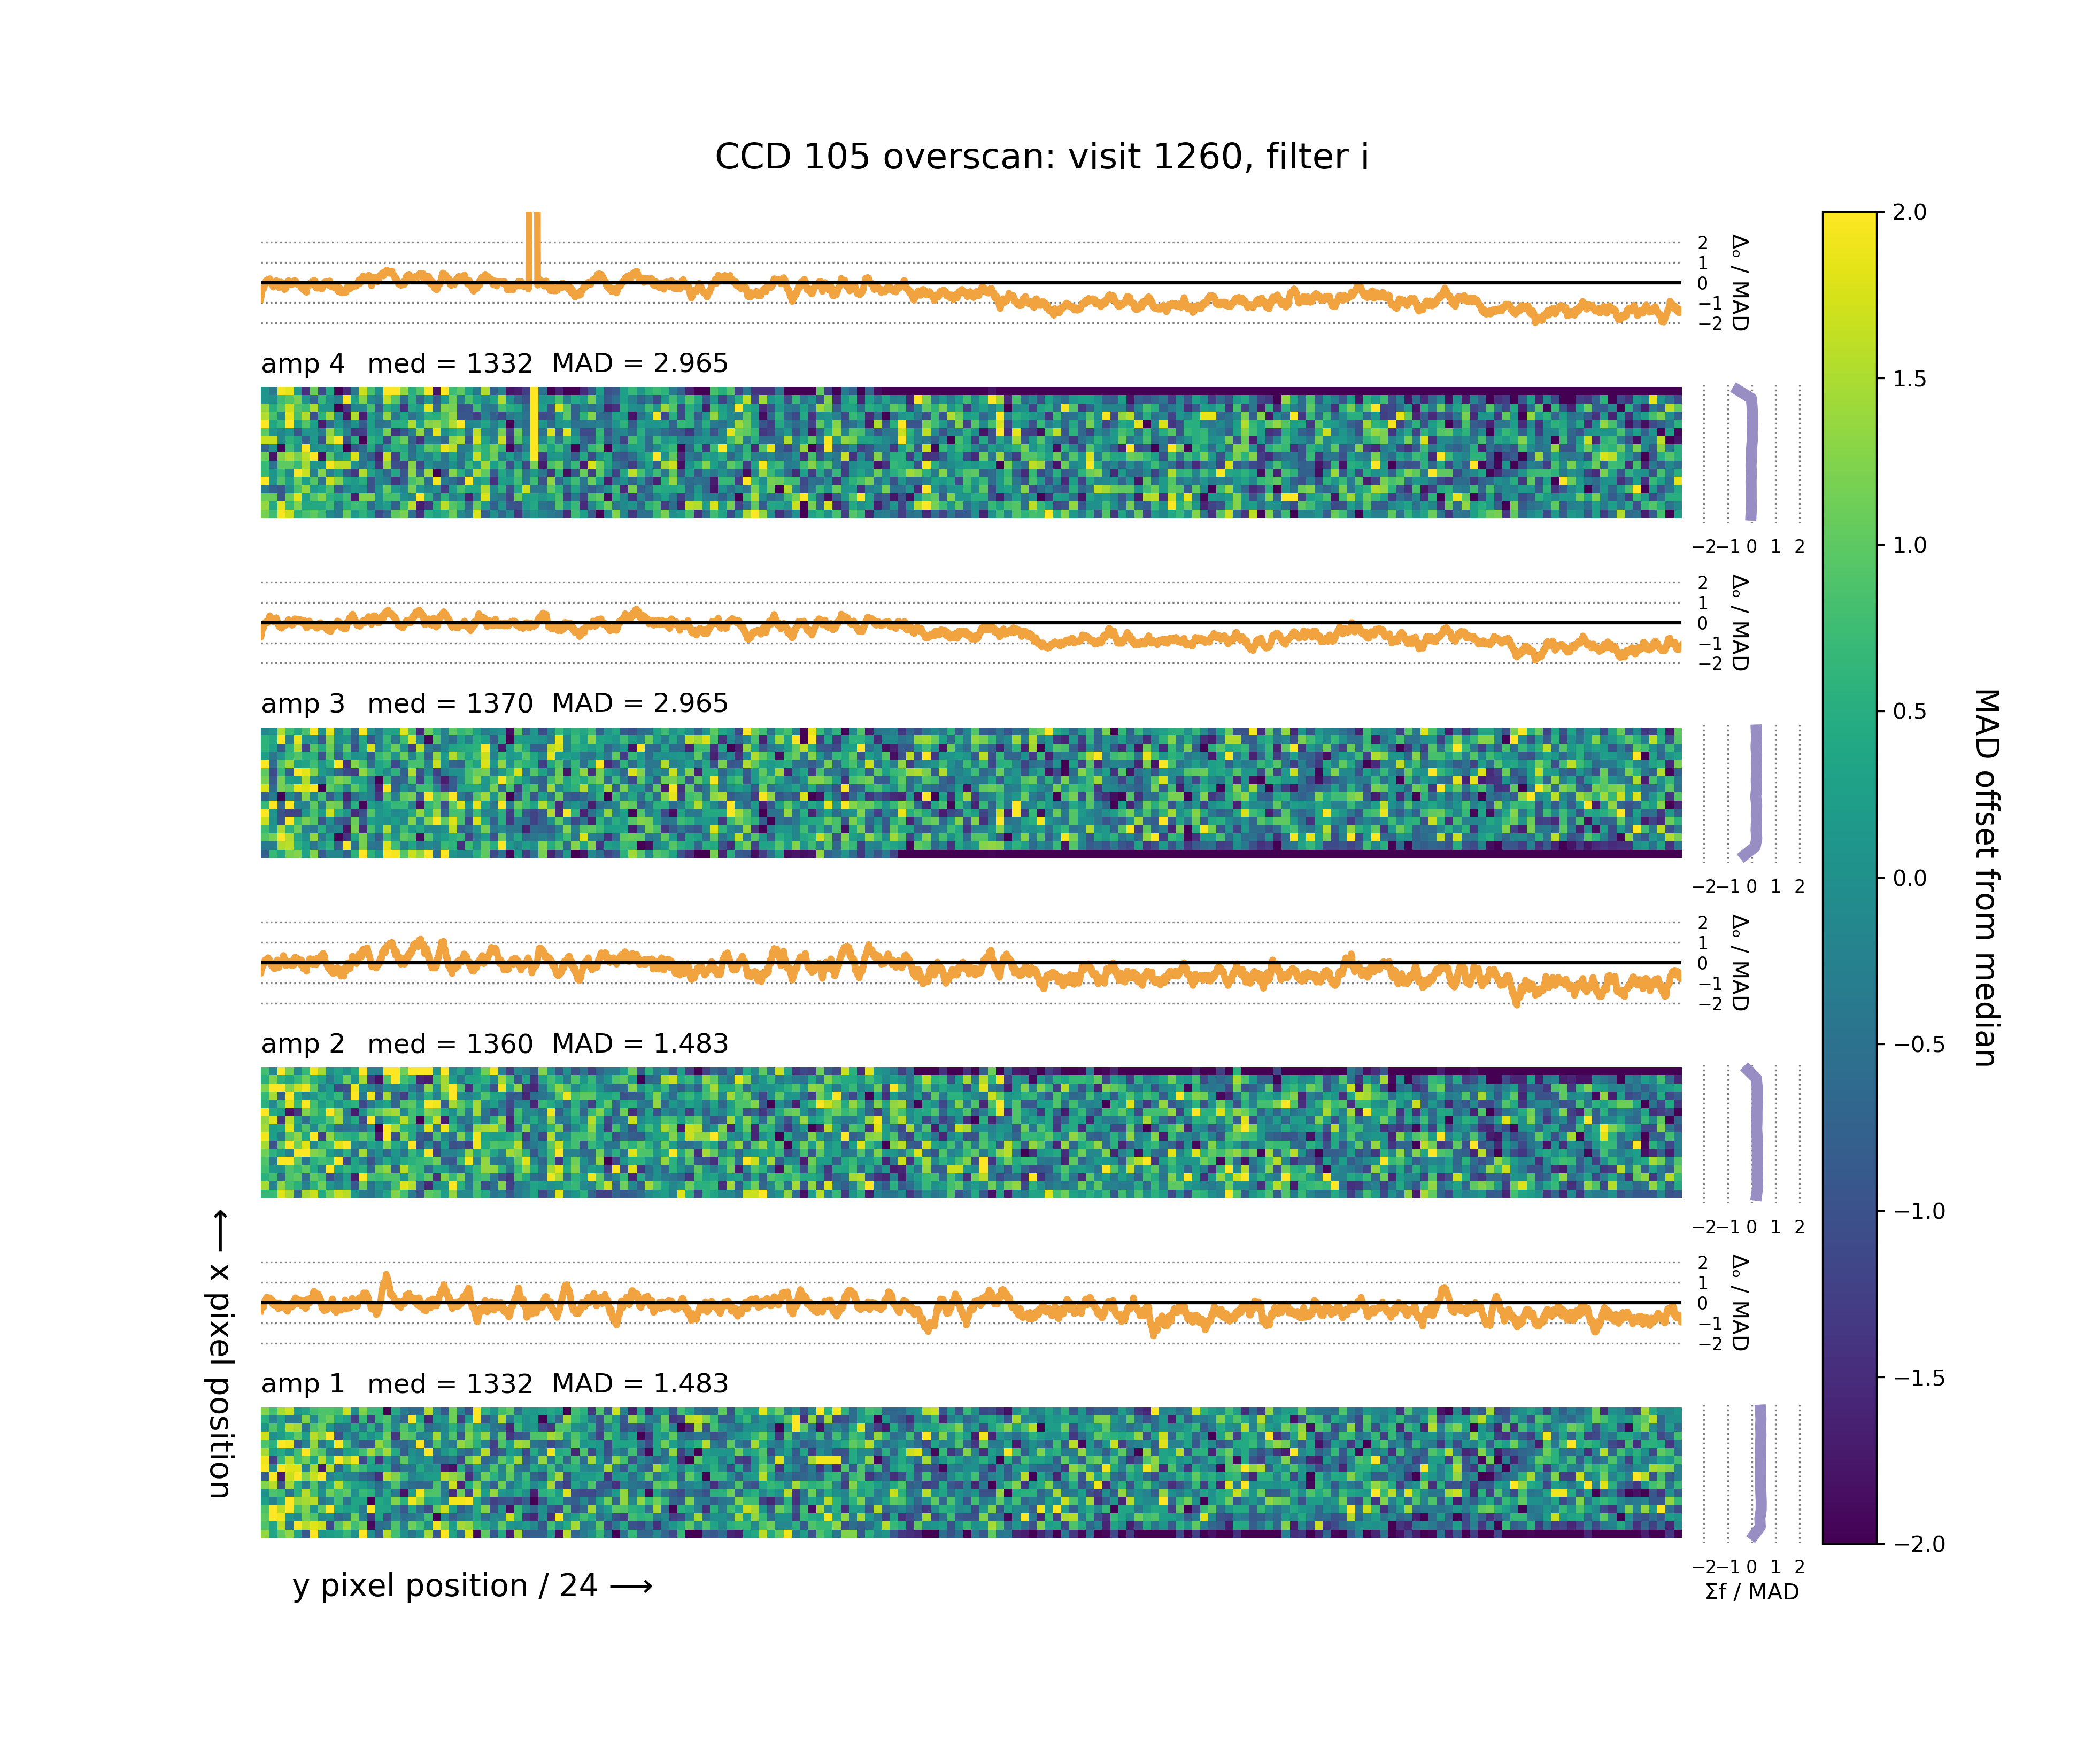 CCD 105 overscan: visit 1260, filter i
2
1
0
−1
−2
Δₒ / MAD
amp 4 med = 1332 MAD = 2.965
−2 −1 0 1 2
2
1
0
−1
−2
Δₒ / MAD
amp 3 med = 1370 MAD = 2.965
−2 −1 0 1 2
2
1
0
−1
−2
Δₒ / MAD
amp 2 med = 1360 MAD = 1.483
−2 −1 0 1 2
2
1
0
−1
−2
Δₒ / MAD
amp 1 med = 1332 MAD = 1.483
−2 −1 0 1 2
Σf / MAD
⟵ x pixel position
y pixel position / 24 ⟶
2.0
1.5
1.0
0.5
0.0
−0.5
−1.0
−1.5
−2.0
MAD offset from median